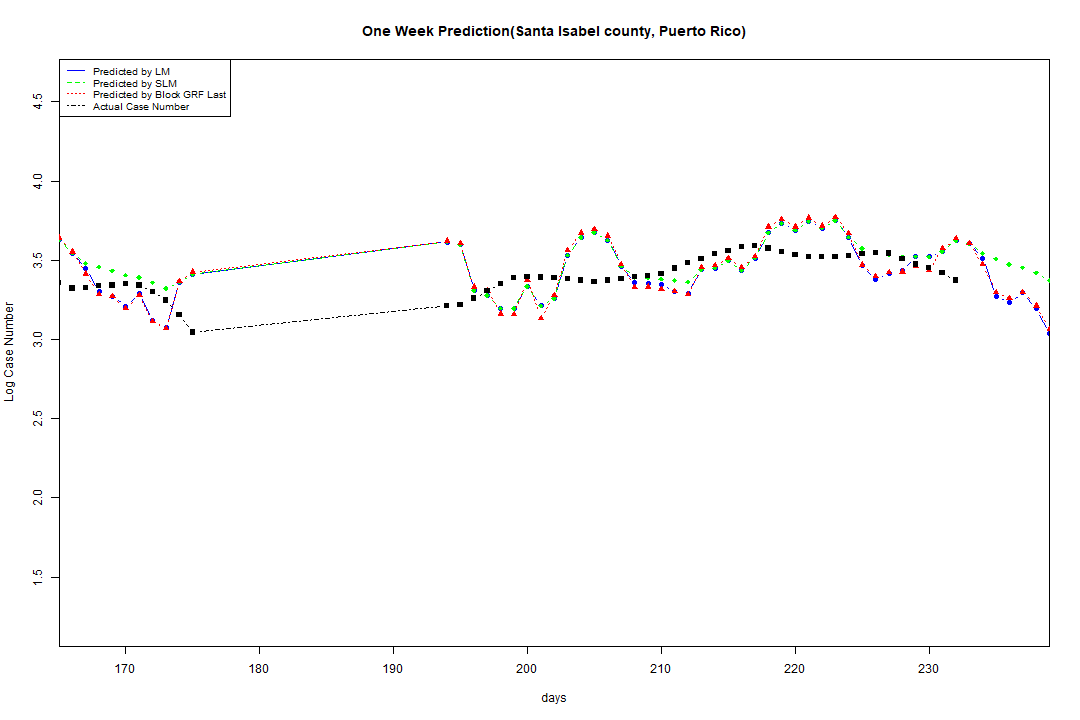 One Week Prediction(Santa Isabel county, Puerto Rico)
Predicted by LM
Predicted by SLM
Predicted by Block GRF Last
Actual Case Number
4.5
4.0
3.5
3.0
2.5
2.0
1.5
Log Case Number
170 180 190 200 210 220 230
days